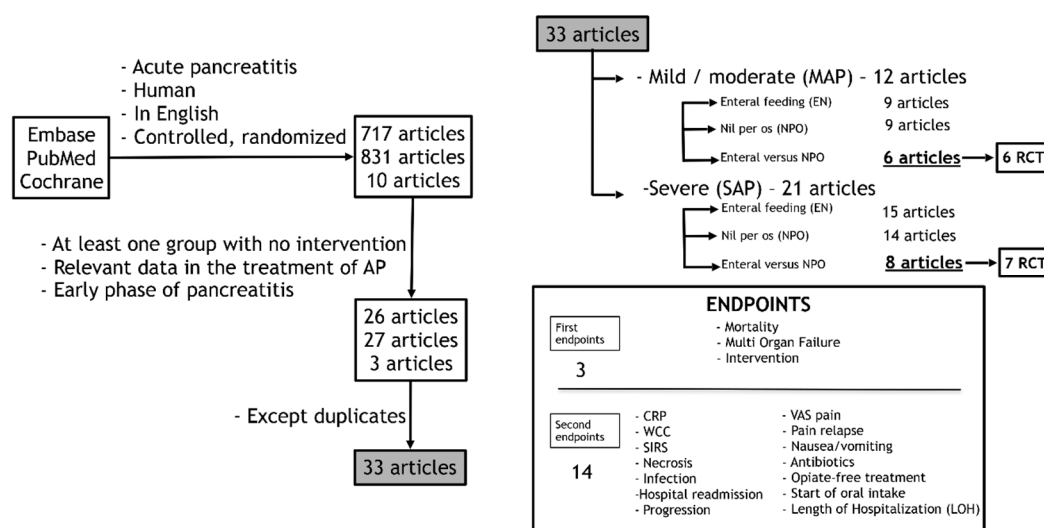 - Acute pancreatitis
- Human
- In English
- Controlled, randomized
Embase
PubMed
Cochrane
717 articles
831 articles
10 articles
- At least one group with no intervention
- Relevant data in the treatment of AP
- Early phase of pancreatitis
26 articles
27 articles
3 articles
- Except duplicates
33 articles
33 articles
- Mild / moderate (MAP) - 12 articles
Enteral feeding (EN) 9 articles
Nil per os (NPO) 9 articles
Enteral versus NPO 6 articles 6 RCT
-Severe (SAP) - 21 articles
Enteral feeding (EN) 15 articles
Nil per os (NPO) 14 articles
Enteral versus NPO 8 articles 7 RCT
ENDPOINTS
First
endpoints
3
- Mortality
- Multi Organ Failure
- Intervention
Second
endpoints
14
- CRP
- WCC
- SIRS
- Necrosis
- Infection
-Hospital readmission
- Progression
- VAS pain
- Pain relapse
- Nausea/vomiting
- Antibiotics
- Opiate-free treatment
- Start of oral intake
- Length of Hospitalization (LOH)